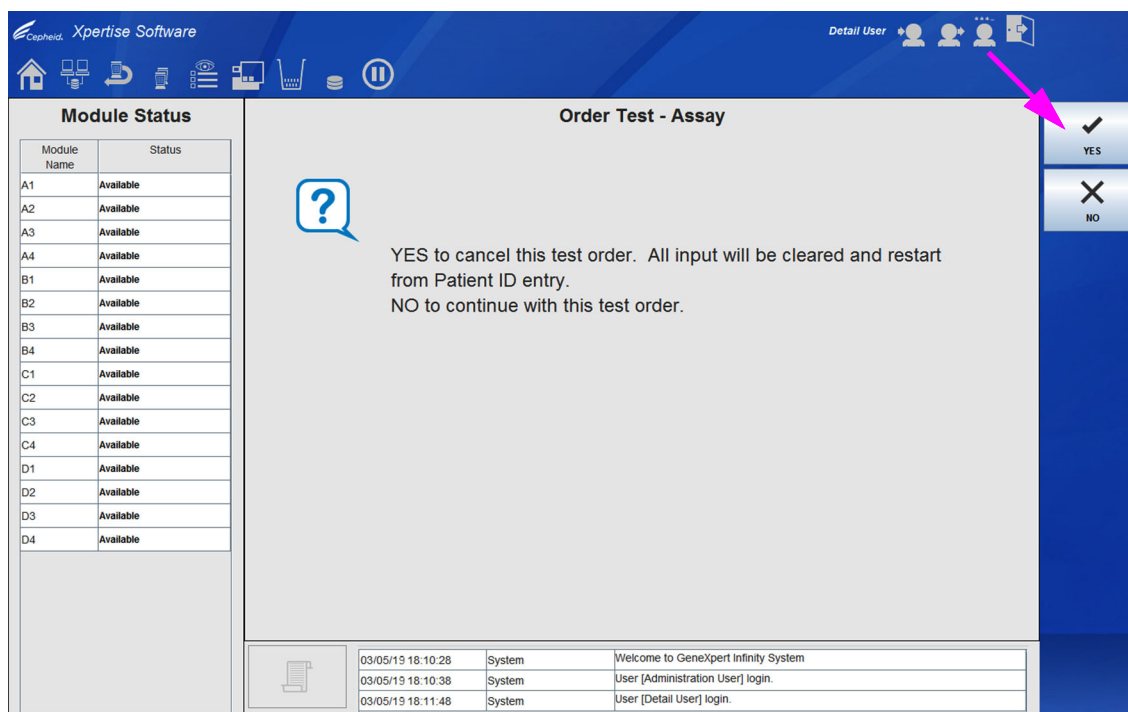 Cepheid. Xpertise Software
Detail User
Module Status
Module Name Status
A1 Available
A2 Available
A3 Available
A4 Available
B1 Available
B2 Available
B3 Available
B4 Available
C1 Available
C2 Available
C3 Available
C4 Available
D1 Available
D2 Available
D3 Available
D4 Available
Order Test - Assay
YES to cancel this test order. All input will be cleared and restart
from Patient ID entry.
NO to continue with this test order.
YES
NO
03/05/19 18:10:28 System Welcome to GeneXpert Infinity System
03/05/19 18:10:38 System User [Administration User] login.
03/05/19 18:11:48 System User [Detail User] login.